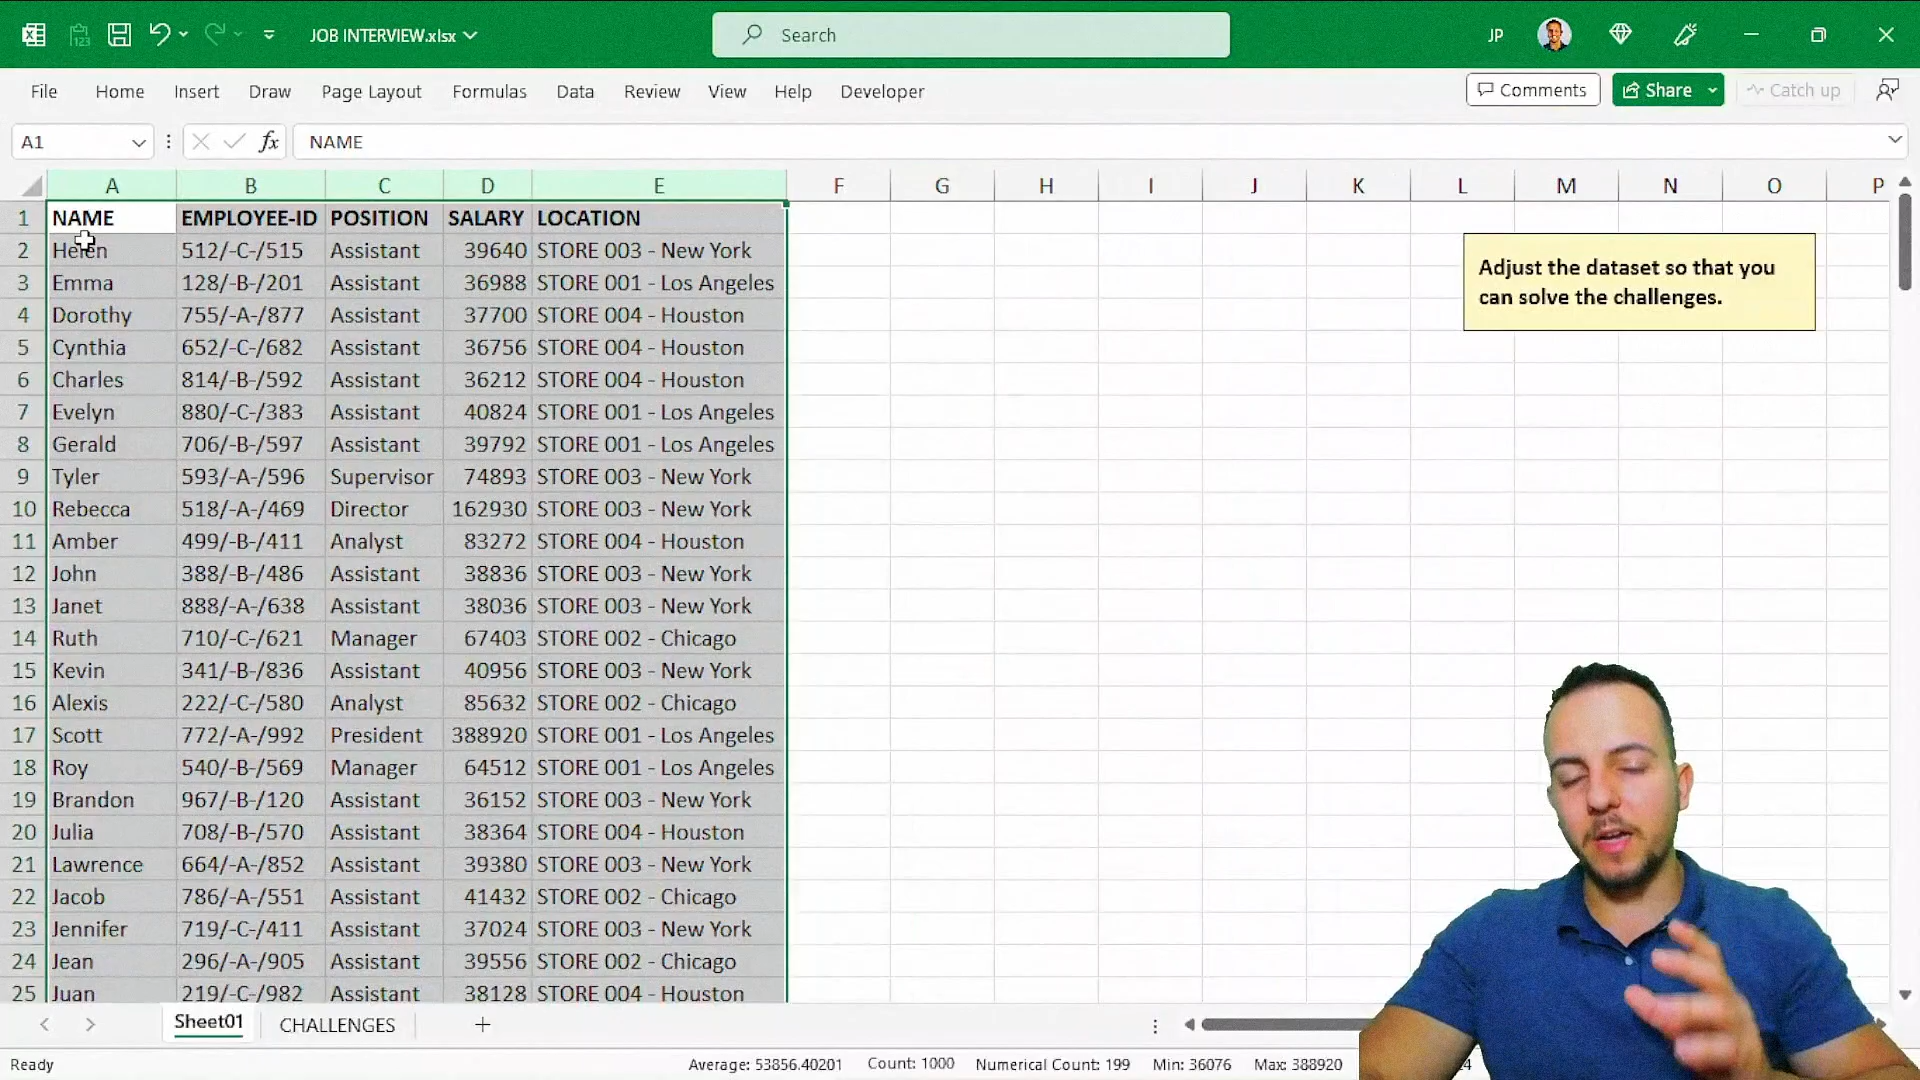 JOB INTERVIEW.xlsx
Search
JP
File Home Insert Draw Page Layout Formulas Data Review View Help Developer
Comments Share Catch up
A1 fx NAME
A B C D E F G H I J K L M N O P
1 NAME EMPLOYEE-ID POSITION SALARY LOCATION
2 Helen 512/-C-/515 Assistant 39640 STORE 003 - New York
3 Emma 128/-B-/201 Assistant 36988 STORE 001 - Los Angeles
4 Dorothy 755/-A-/877 Assistant 37700 STORE 004 - Houston
5 Cynthia 652/-C-/682 Assistant 36756 STORE 004 - Houston
6 Charles 814/-B-/592 Assistant 36212 STORE 004 - Houston
7 Evelyn 880/-C-/383 Assistant 40824 STORE 001 - Los Angeles
8 Gerald 706/-B-/597 Assistant 39792 STORE 001 - Los Angeles
9 Tyler 593/-A-/596 Supervisor 74893 STORE 003 - New York
10 Rebecca 518/-A-/469 Director 162930 STORE 003 - New York
11 Amber 499/-B-/411 Analyst 83272 STORE 004 - Houston
12 John 388/-B-/486 Assistant 38836 STORE 003 - New York
13 Janet 888/-A-/638 Assistant 38036 STORE 003 - New York
14 Ruth 710/-C-/621 Manager 67403 STORE 002 - Chicago
15 Kevin 341/-B-/836 Assistant 40956 STORE 003 - New York
16 Alexis 222/-C-/580 Analyst 85632 STORE 002 - Chicago
17 Scott 772/-A-/992 President 388920 STORE 001 - Los Angeles
18 Roy 540/-B-/569 Manager 64512 STORE 001 - Los Angeles
19 Brandon 967/-B-/120 Assistant 36152 STORE 003 - New York
20 Julia 708/-B-/570 Assistant 38364 STORE 004 - Houston
21 Lawrence 664/-A-/852 Assistant 39380 STORE 003 - New York
22 Jacob 786/-A-/551 Assistant 41432 STORE 002 - Chicago
23 Jennifer 719/-C-/411 Assistant 37024 STORE 003 - New York
24 Jean 296/-A-/905 Assistant 39556 STORE 002 - Chicago
25 Juan 219/-C-/982 Assistant 38128 STORE 004 - Houston
Adjust the dataset so that you
can solve the challenges.
Sheet01 CHALLENGES
Ready Average: 53856.40201 Count: 1000 Numerical Count: 199 Min: 36076 Max: 388920